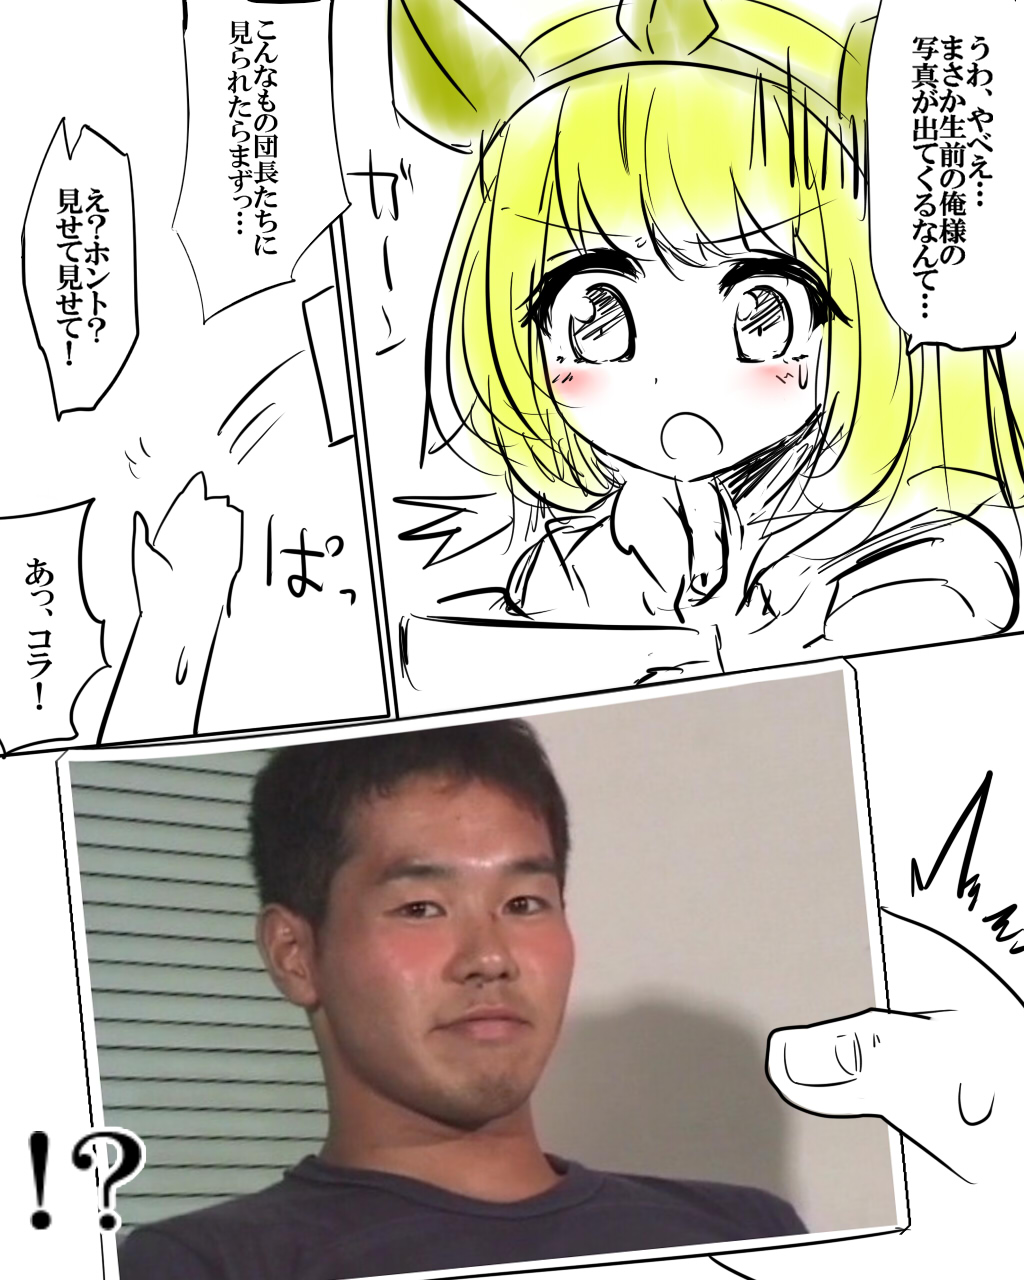 うわ、やべえ…
まさか生前の俺様の
写真が出てくるなんて…
ガーーー
こんなもの団長たちに
見られたらまずっ…
え？ホント？
見せて見せて！
ぱっ
あっ、コラ！
！？